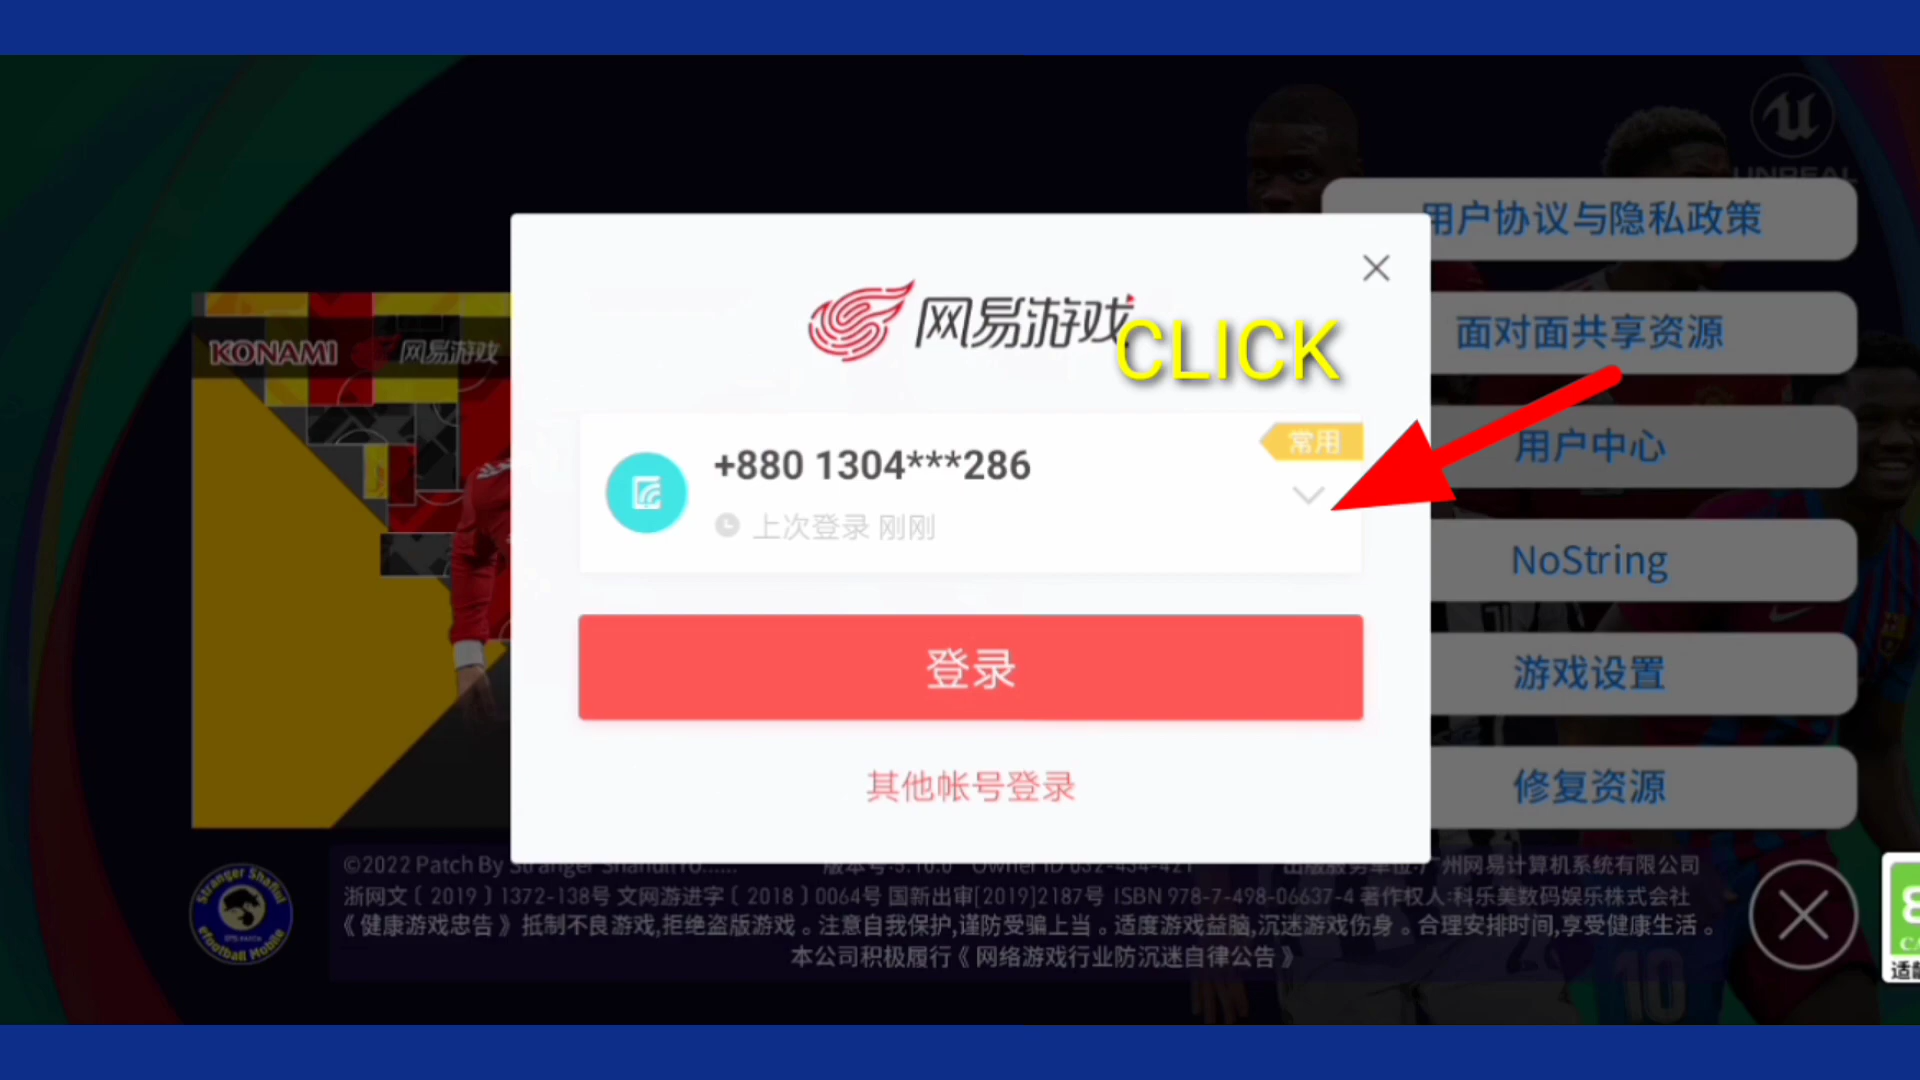 UNREAL
用户协议与隐私政策
网易游戏
CLICK
面对面共享资源
KONAMI 网易游戏
常用
+880 1304***286
用户中心
上次登录 刚刚
NoString
登录
游戏设置
其他帐号登录
修复资源
©2022 Patch By Stranger
浙网文〔2019〕1372-138号 文网游进字〔2018〕0064号 国新出审[2019]2187号 ISBN 978-7-498-06637-4 著作权人:科乐美数码娱乐株式会社
《健康游戏忠告》抵制不良游戏,拒绝盗版游戏。注意自我保护,谨防受骗上当。适度游戏益脑,沉迷游戏伤身。合理安排时间,享受健康生活。
本公司积极履行《网络游戏行业防沉迷自律公告》
Stranger
eFootball Mobile
10